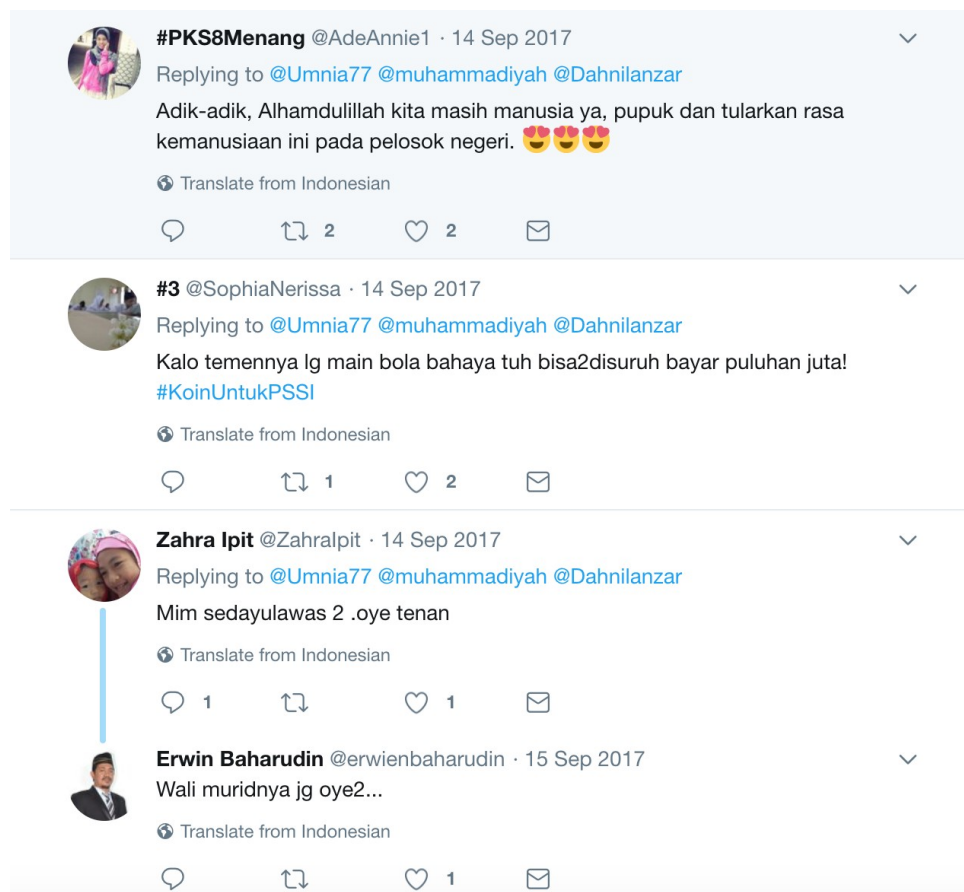 #PKS8Menang @AdeAnnie1 · 14 Sep 2017
Replying to @Umnia77 @muhammadiyah @Dahnilanzar
Adik-adik, Alhamdulillah kita masih manusia ya, pupuk dan tularkan rasa
kemanusiaan ini pada pelosok negeri. 😍😍😍
Translate from Indonesian
2 2
#3 @SophiaNerissa · 14 Sep 2017
Replying to @Umnia77 @muhammadiyah @Dahnilanzar
Kalo temennya lg main bola bahaya tuh bisa2disuruh bayar puluhan juta!
#KoinUntukPSSI
Translate from Indonesian
1 2
Zahra Ipit @ZahraIpit · 14 Sep 2017
Replying to @Umnia77 @muhammadiyah @Dahnilanzar
Mim sedayulawas 2 .oye tenan
Translate from Indonesian
1 1
Erwin Baharudin @erwienbaharudin · 15 Sep 2017
Wali muridnya jg oye2...
Translate from Indonesian
1